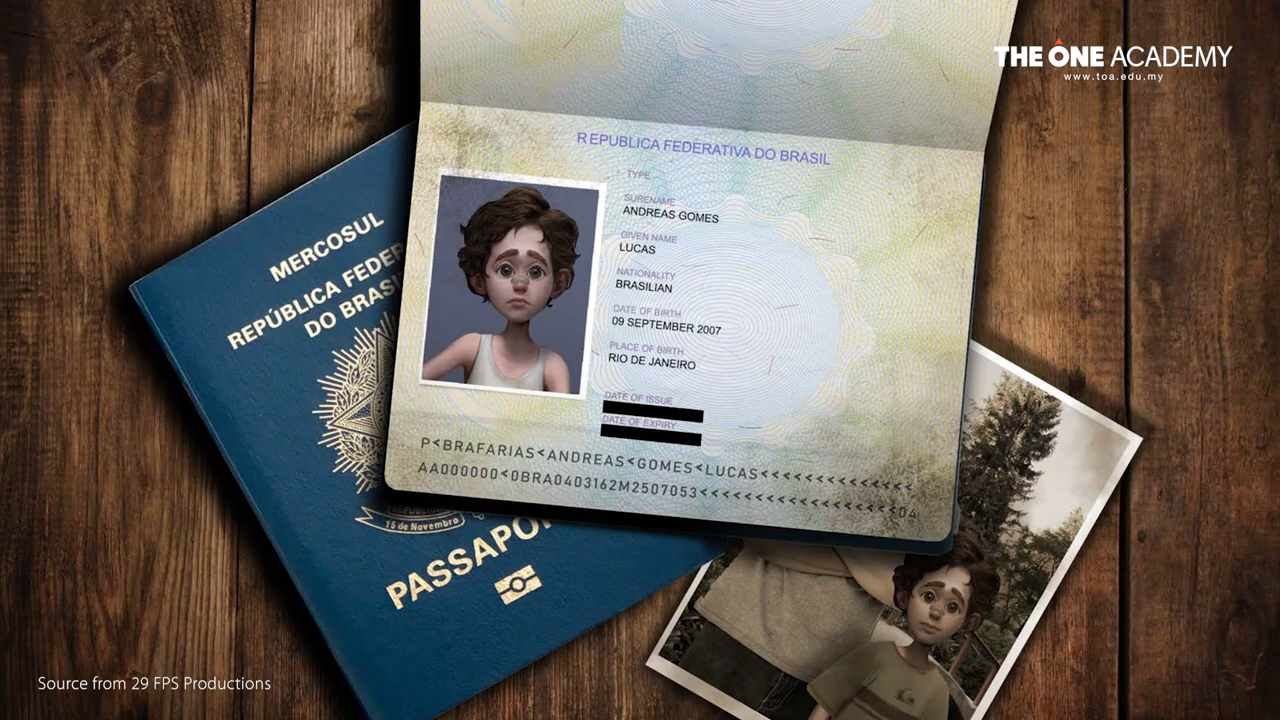 THE ONE ACADEMY
www.toa.edu.my
MERCOSUL
REPÚBLICA FEDER
DO BRASI
15 de Novembro
PASSAPO
REPUBLICA FEDERATIVA DO BRASIL
TYPE
SURENAME
ANDREAS GOMES
GIVEN NAME
LUCAS
NATIONALITY
BRASILIAN
DATE OF BIRTH
09 SEPTEMBER 2007
PLACE OF BIRTH
RIO DE JANEIRO
DATE OF ISSUE
DATE OF EXPIRY
P<BRAFARIAS<ANDREAS<GOMES<LUCAS<<<<<<<<<<<<<
AA000000<0BRA0403162M2507053<<<<<<<<<<<<<<<<<04
Source from 29 FPS Productions